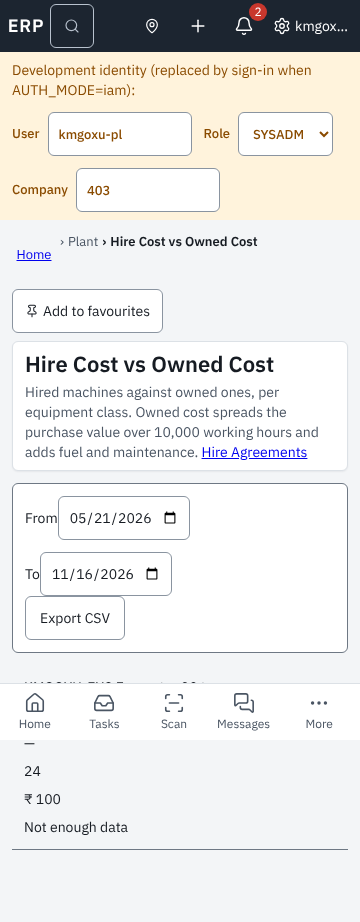 ERP
2
kmgox...
Development identity (replaced by sign-in when
AUTH_MODE=iam):
User
kmgoxu-pl
Role
SYSADM
Company
403
Home
› Plant › Hire Cost vs Owned Cost
Add to favourites
Hire Cost vs Owned Cost
Hired machines against owned ones, per
equipment class. Owned cost spreads the
purchase value over 10,000 working hours and
adds fuel and maintenance. Hire Agreements
From
05/21/2026
To
11/16/2026
Export CSV
Home
Tasks
Scan
Messages
More
—
24
₹ 100
Not enough data